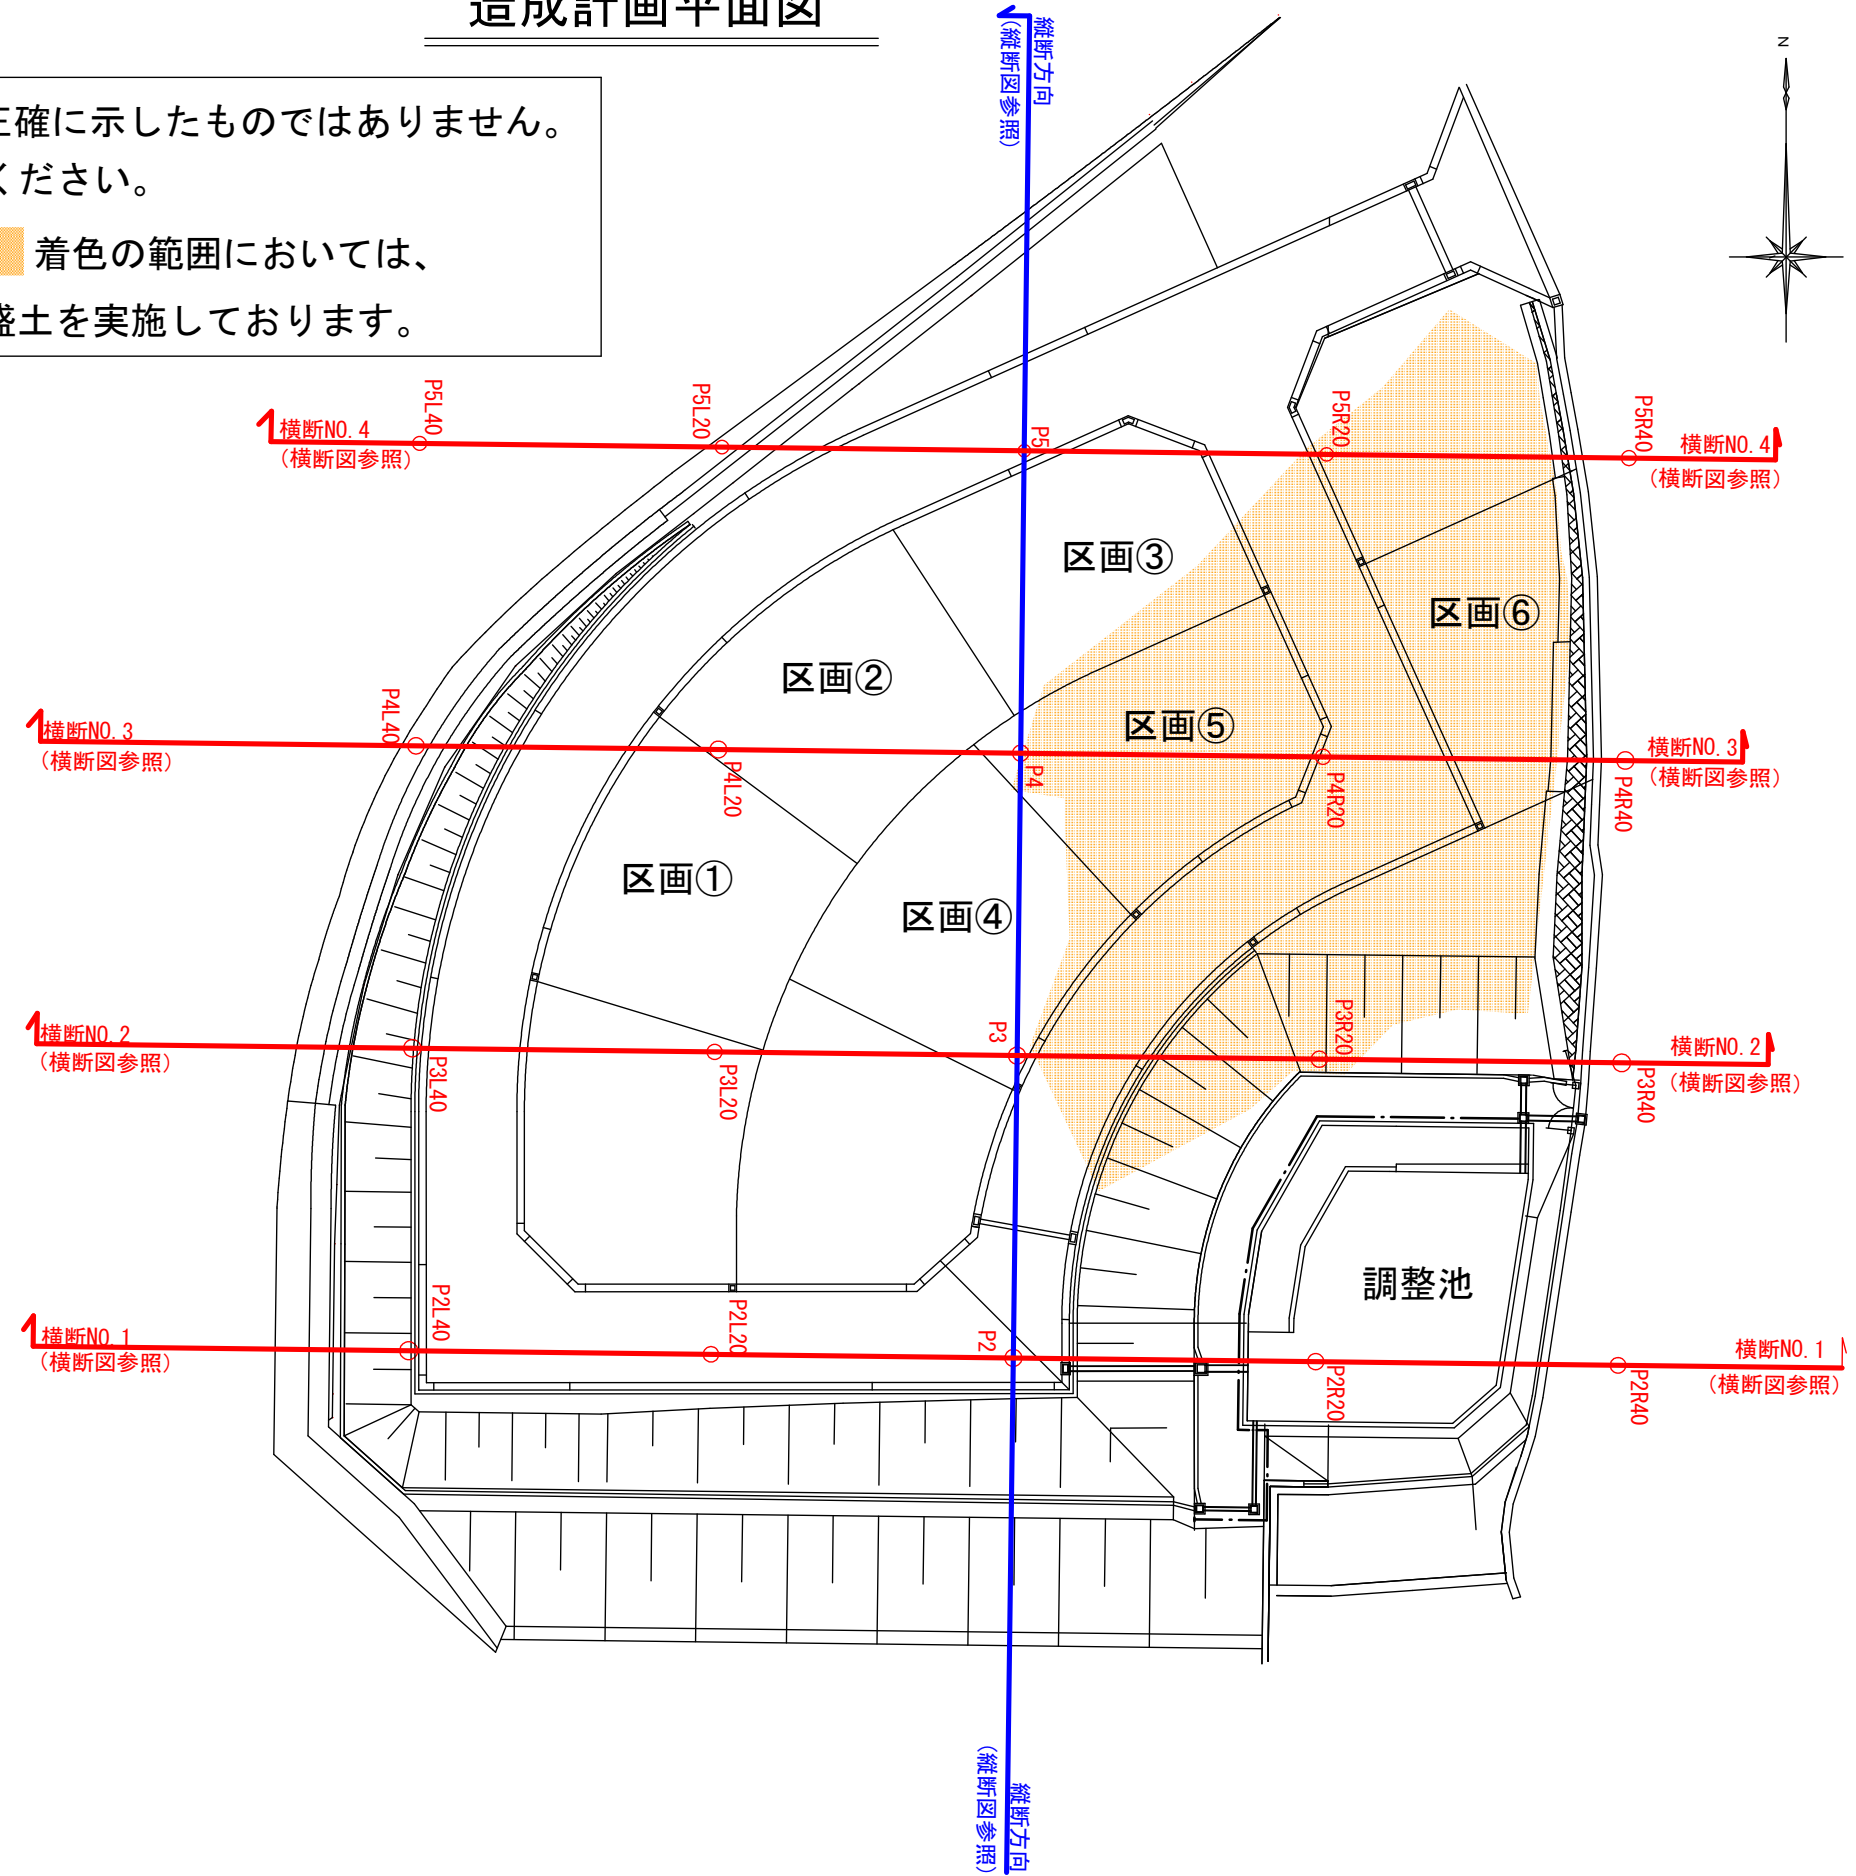 造成計画平面図
正確に示したものではありません。
ください。
着色の範囲においては、
盛土を実施しております。
N
縦断方向
(縦断図参照)
P5L40
P5L20
P5
P5R20
P5R40
横断NO.4
(横断図参照)
横断NO.4
(横断図参照)
区画③
区画⑥
区画②
区画⑤
P4L40
横断NO.3
(横断図参照)
横断NO.3
(横断図参照)
P4L20
P4
P4R20
P4R40
区画①
区画④
P3
P3R20
横断NO.2
(横断図参照)
横断NO.2
(横断図参照)
P3L40
P3L20
P3R40
調整池
P2L40
P2L20
P2
横断NO.1
(横断図参照)
横断NO.1
(横断図参照)
P2R20
P2R40
縦断方向
(縦断図参照)